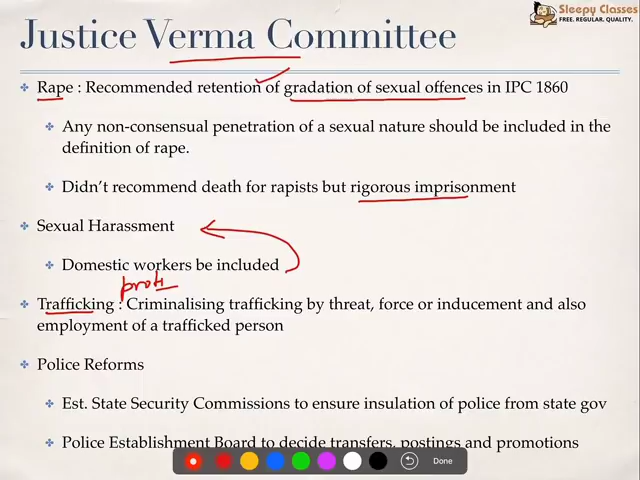 Justice Verma Committee
Sleepy Classes
FREE. REGULAR. QUALITY.
Rape : Recommended retention of gradation of sexual offences in IPC 1860
Any non-consensual penetration of a sexual nature should be included in the
definition of rape.
Didn't recommend death for rapists but rigorous imprisonment
Sexual Harassment
Domestic workers be included
Trafficking : Criminalising trafficking by threat, force or inducement and also
employment of a trafficked person
Police Reforms
Est. State Security Commissions to ensure insulation of police from state gov
Police Establishment Board to decide transfers, postings and promotions
Done